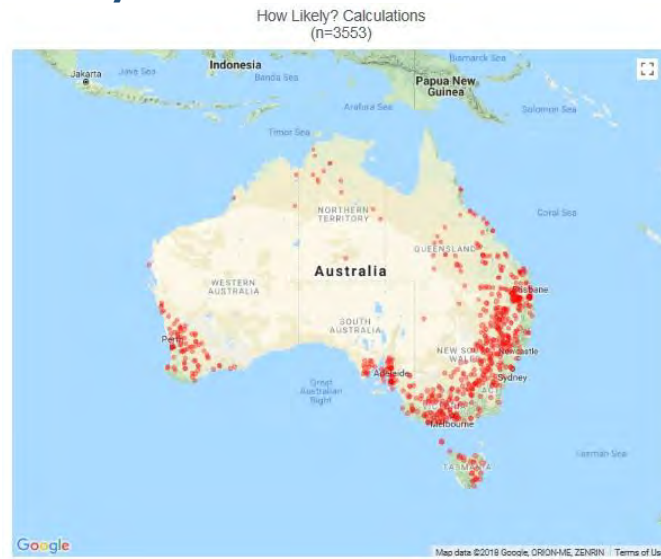 How Likely? Calculations
(n=3553)
Bismarck Sea
Indonesia
Jakarta
Java Sea
Banda Sea
Papua New
Guinea
Arafura Sea
Solomon Sea
Timor Sea
Coral Sea
NORTHERN
TERRITORY
QUEENSLAND
Australia
WESTERN
AUSTRALIA
Brisbane
SOUTH
AUSTRALIA
Perth
NEW SOUTH
WALES
Newcastle
Adelaide
Sydney
Great
Australian
Bight
ACT
VICTORIA
Melbourne
Tasman Sea
TASMANIA
Google
Map data ©2018 Google, ORION-ME, ZENRIN
Terms of Us